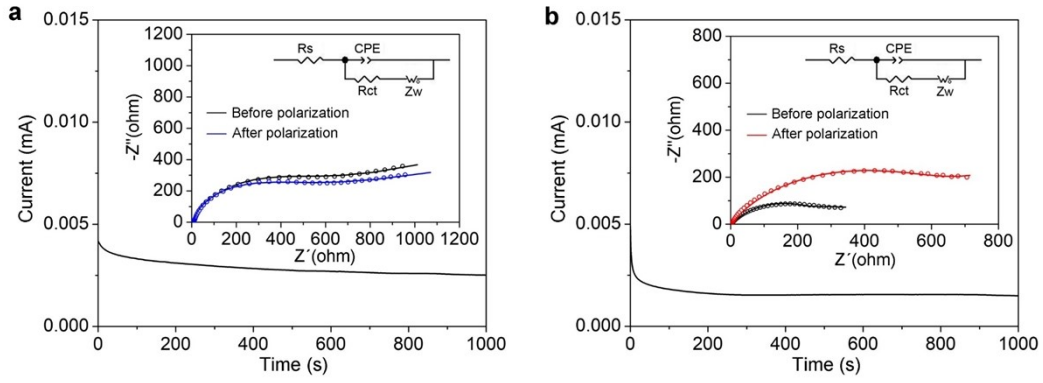 a
0.015
0.010
0.005
0.000
Current (mA)
0
200
400
600
800
1000
Time (s)
1200
1000
800
600
400
200
0
-Z"(ohm)
0
200
400
600
800
1000
1200
Z´(ohm)
Rs
CPE
Rct
Zw
Before polarization
After polarization
b
0.015
0.010
0.005
0.000
Current (mA)
0
200
400
600
800
1000
Time (s)
800
600
400
200
0
-Z"(ohm)
0
200
400
600
800
Z´(ohm)
Rs
CPE
Rct
Zw
Before polarization
After polarization